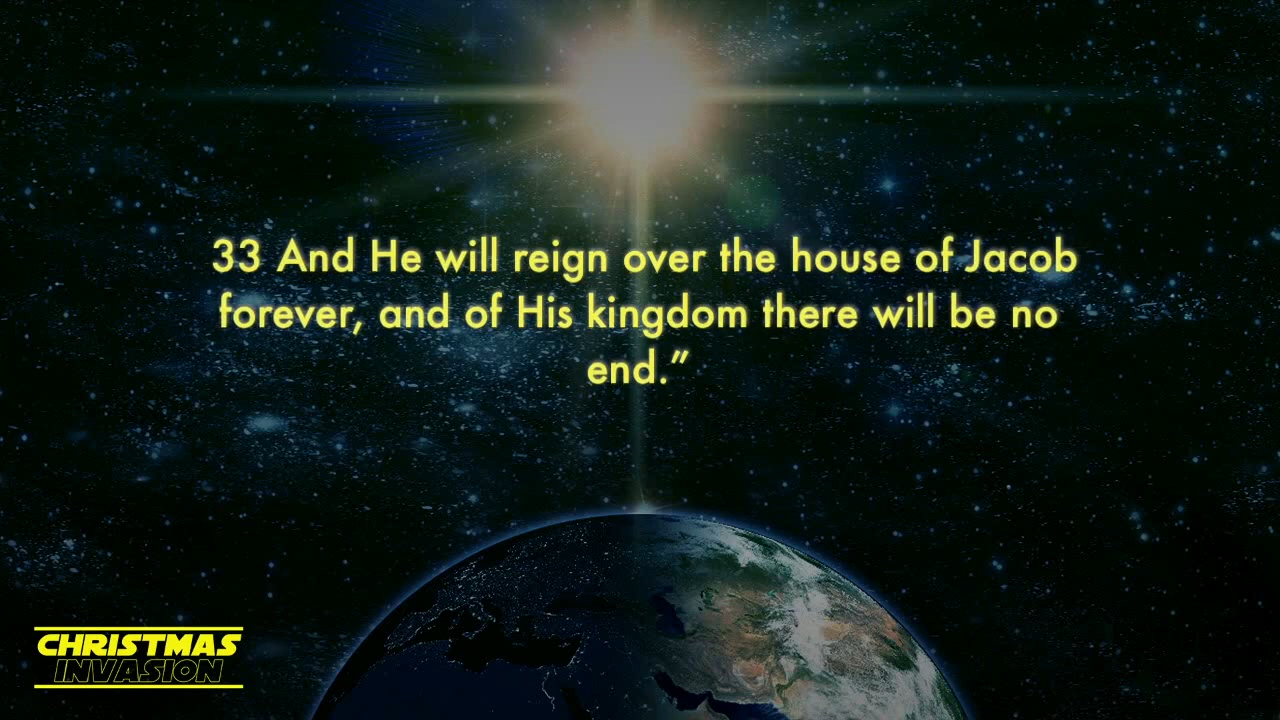 33 And He will reign over the house of Jacob
forever, and of His kingdom there will be no
end.”
CHRISTMAS
INVASION